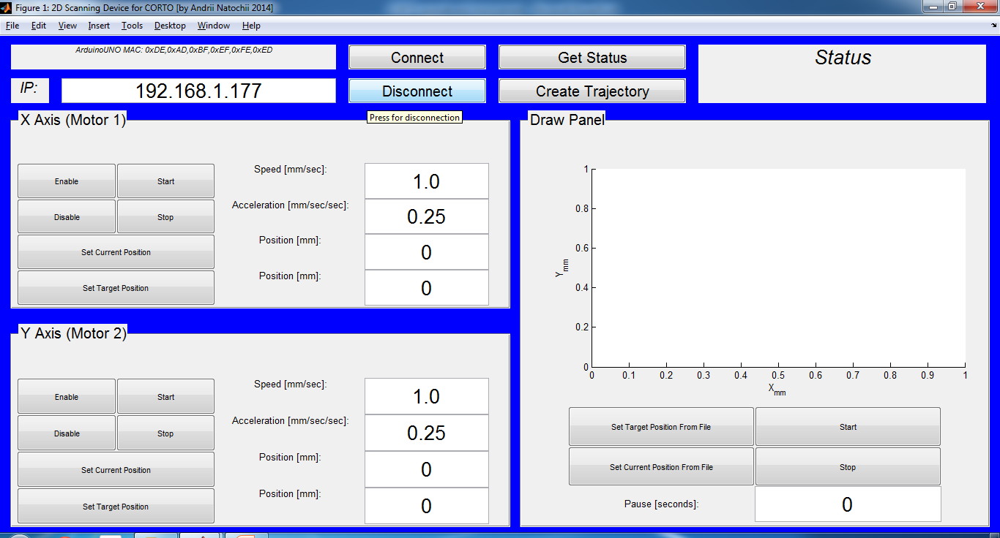 Figure 1: 2D Scanning Device for CORTO [by Andrii Natochii 2014]
File Edit View Insert Tools Desktop Window Help
ArduinoUNO MAC: 0xDE,0xAD,0xBF,0xEF,0xFE,0xED
Connect
Get Status
Status
IP:
192.168.1.177
Disconnect
Create Trajectory
Press for disconnection
X Axis (Motor 1)
Enable
Start
Speed [mm/sec]:
1.0
Disable
Stop
Acceleration [mm/sec/sec]:
0.25
Set Current Position
Position [mm]:
0
Set Target Position
Position [mm]:
0
Y Axis (Motor 2)
Enable
Start
Speed [mm/sec]:
1.0
Disable
Stop
Acceleration [mm/sec/sec]:
0.25
Set Current Position
Position [mm]:
0
Set Target Position
Position [mm]:
0
Draw Panel
1
0.8
0.6
0.4
0.2
0
Ymm
0 0.1 0.2 0.3 0.4 0.5 0.6 0.7 0.8 0.9 1
Xmm
Set Target Position From File
Start
Set Current Position From File
Stop
Pause [seconds]:
0